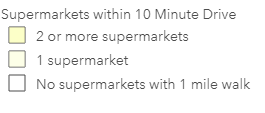 Supermarkets within 10 Minute Drive
2 or more supermarkets
1 supermarket
No supermarkets with 1 mile walk